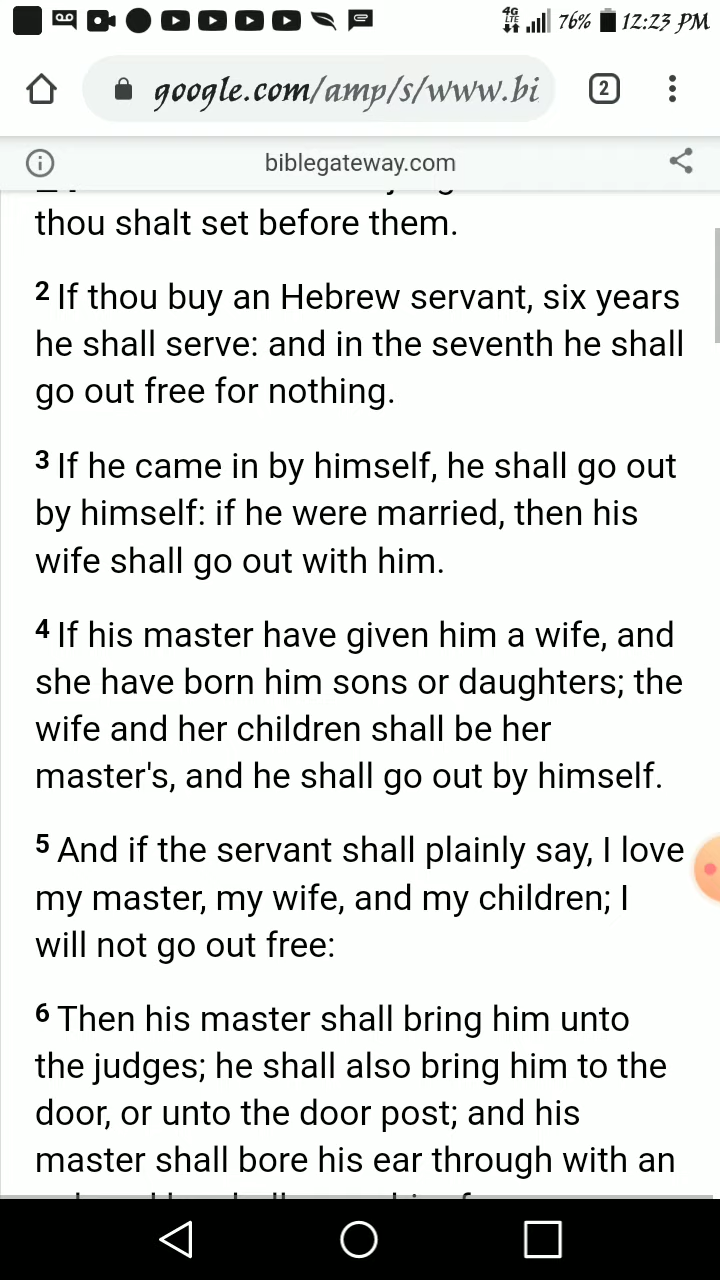 4G LTE 76% 12:23 PM
google.com/amp/s/www.bi 2
biblegateway.com
thou shalt set before them.
2 If thou buy an Hebrew servant, six years
he shall serve: and in the seventh he shall
go out free for nothing.
3 If he came in by himself, he shall go out
by himself: if he were married, then his
wife shall go out with him.
4 If his master have given him a wife, and
she have born him sons or daughters; the
wife and her children shall be her
master's, and he shall go out by himself.
5 And if the servant shall plainly say, I love
my master, my wife, and my children; I
will not go out free:
6 Then his master shall bring him unto
the judges; he shall also bring him to the
door, or unto the door post; and his
master shall bore his ear through with an